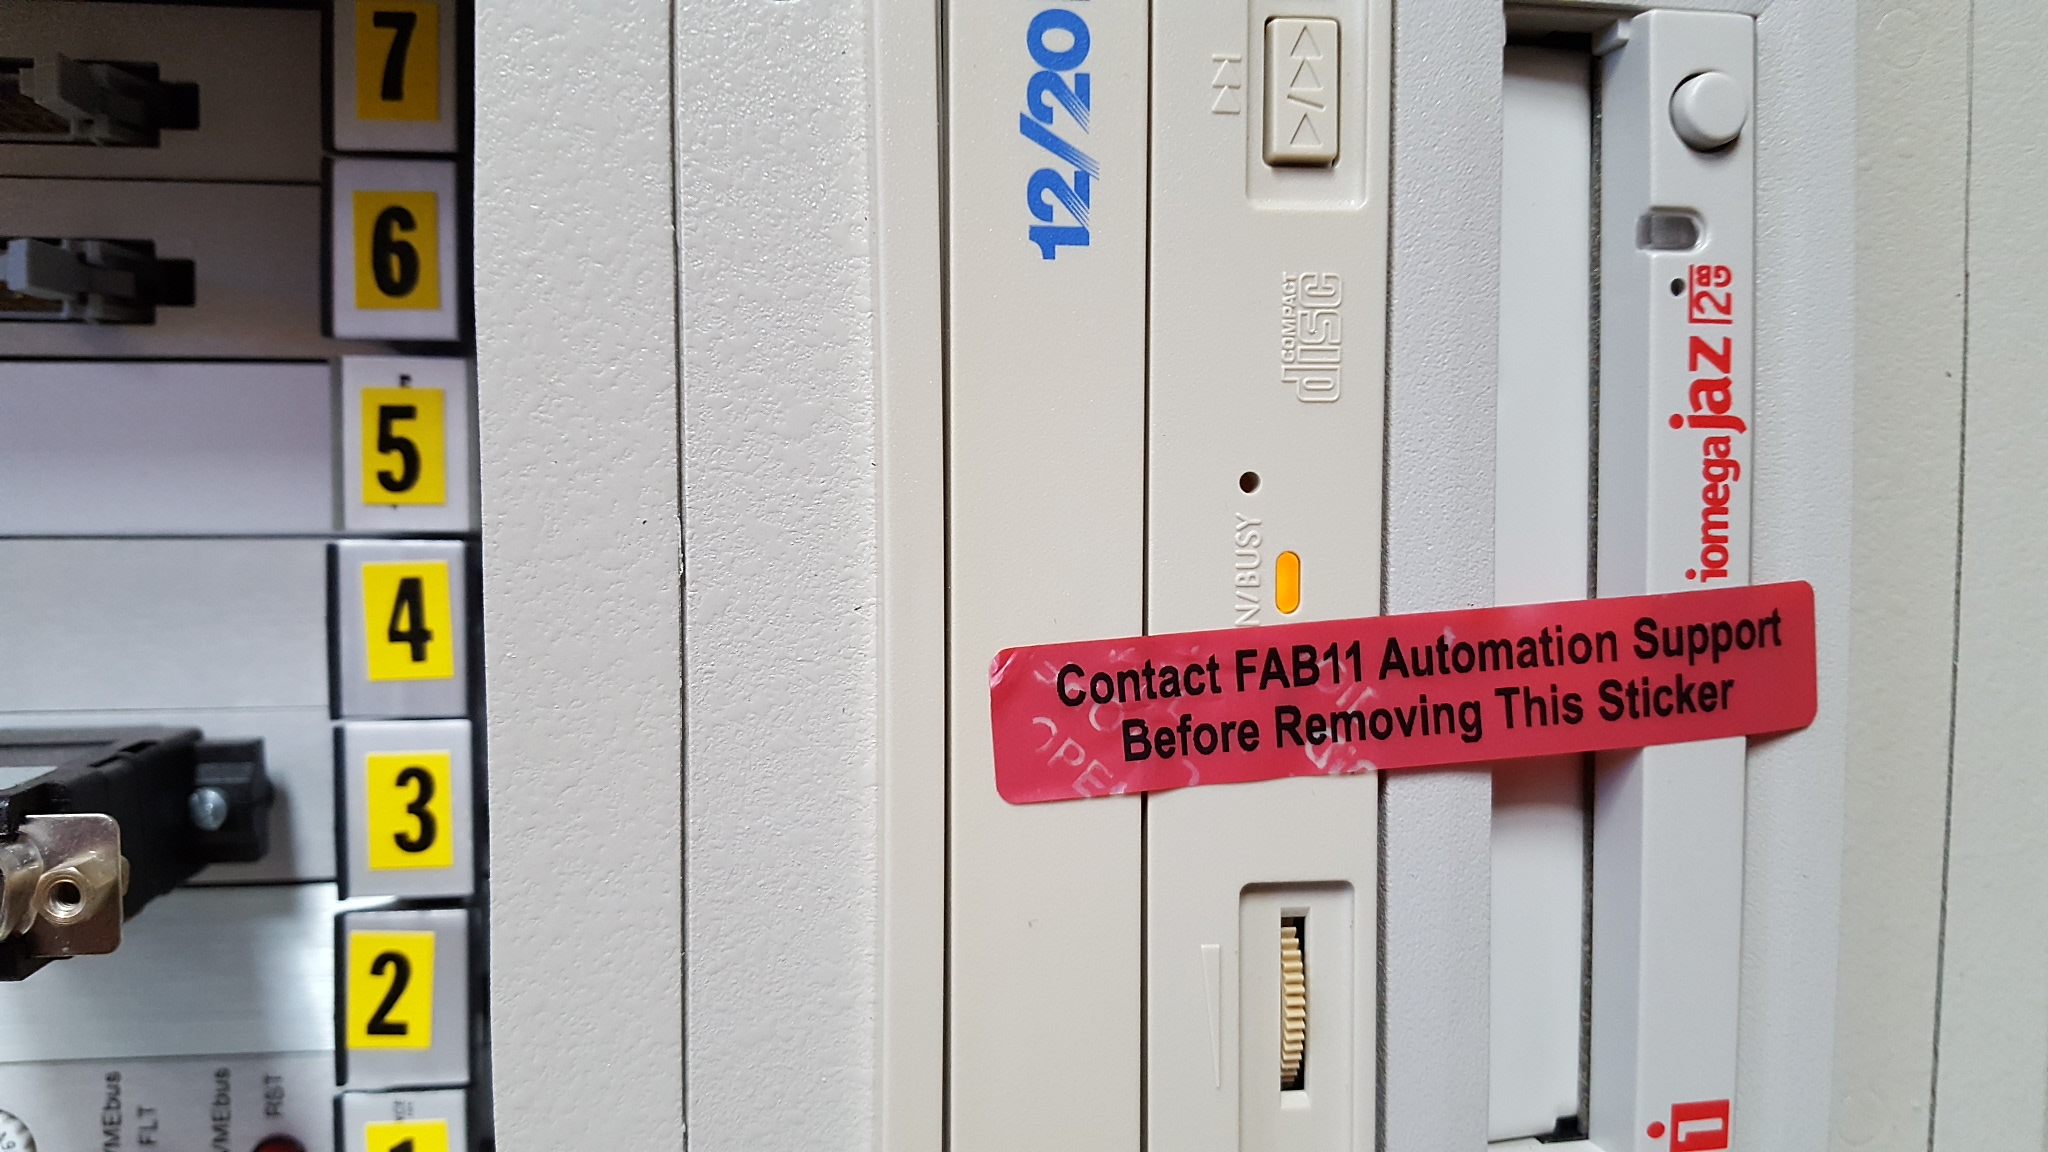 7
6
5
4
3
2
1
VMEbus
FLT
VMEbus
RST
12/20
COMPACT
disc
N/BUSY
iomega jaz 2GB
Contact FAB11 Automation Support
Before Removing This Sticker
i